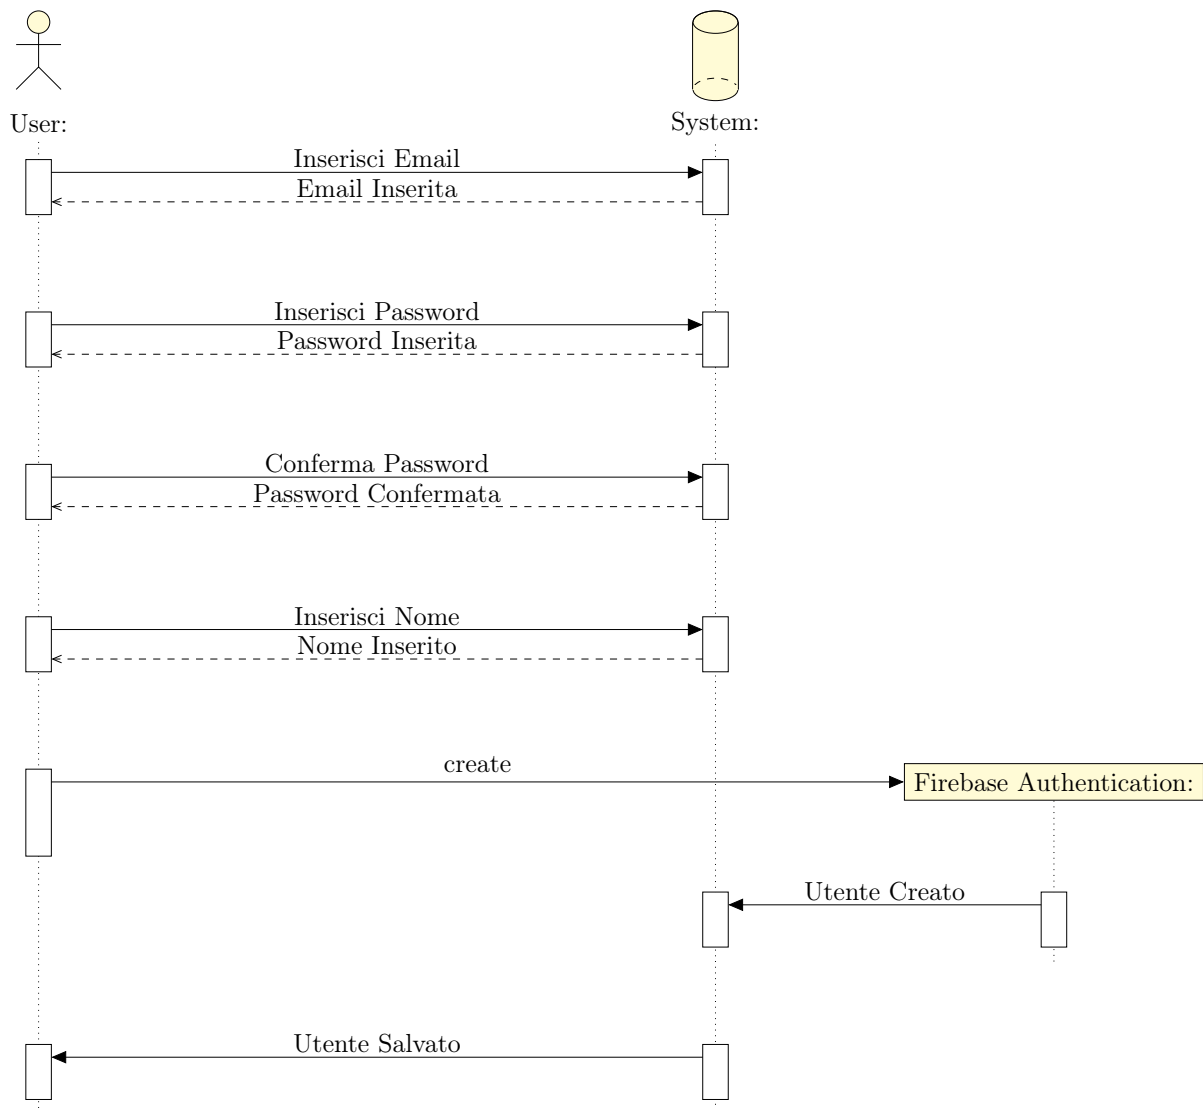 User:
System:
Inserisci Email
Email Inserita
Inserisci Password
Password Inserita
Conferma Password
Password Confermata
Inserisci Nome
Nome Inserito
create
Firebase Authentication:
Utente Creato
Utente Salvato